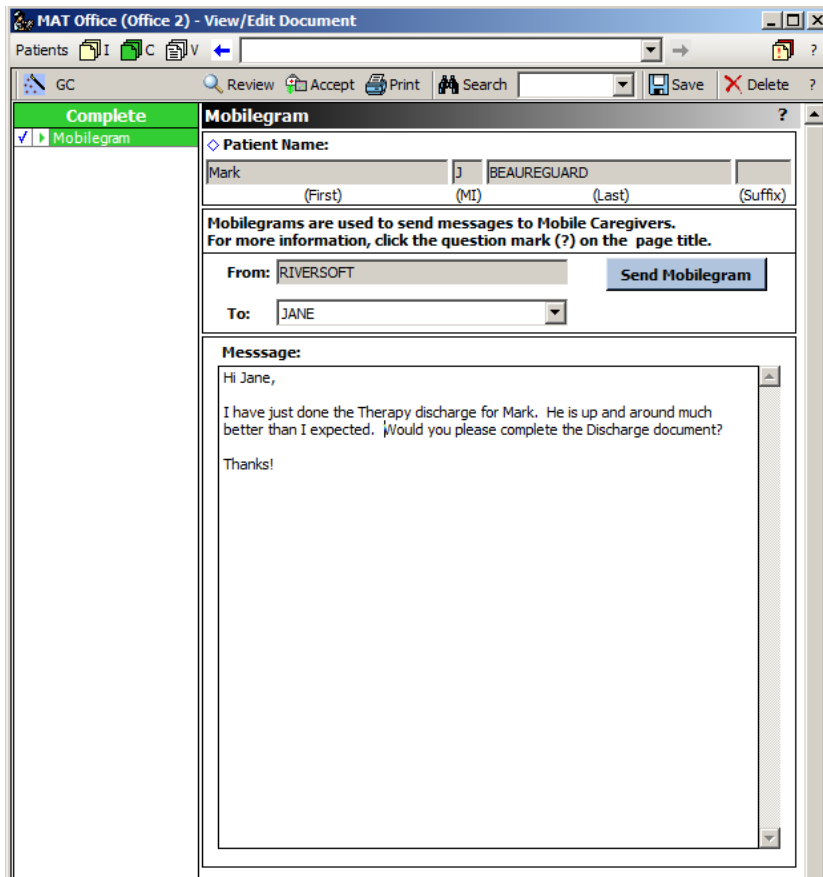 MAT Office (Office 2) - View/Edit Document
Patients I C V ?
GC Review Accept Print Search Save Delete ?
Complete
Mobilegram
Mobilegram ?
Patient Name:
Mark J BEAUREGUARD
(First) (MI) (Last) (Suffix)
Mobilegrams are used to send messages to Mobile Caregivers.
For more information, click the question mark (?) on the page title.
From: RIVERSOFT Send Mobilegram
To: JANE
Messsage:
Hi Jane,
I have just done the Therapy discharge for Mark. He is up and around much
better than I expected. Would you please complete the Discharge document?
Thanks!